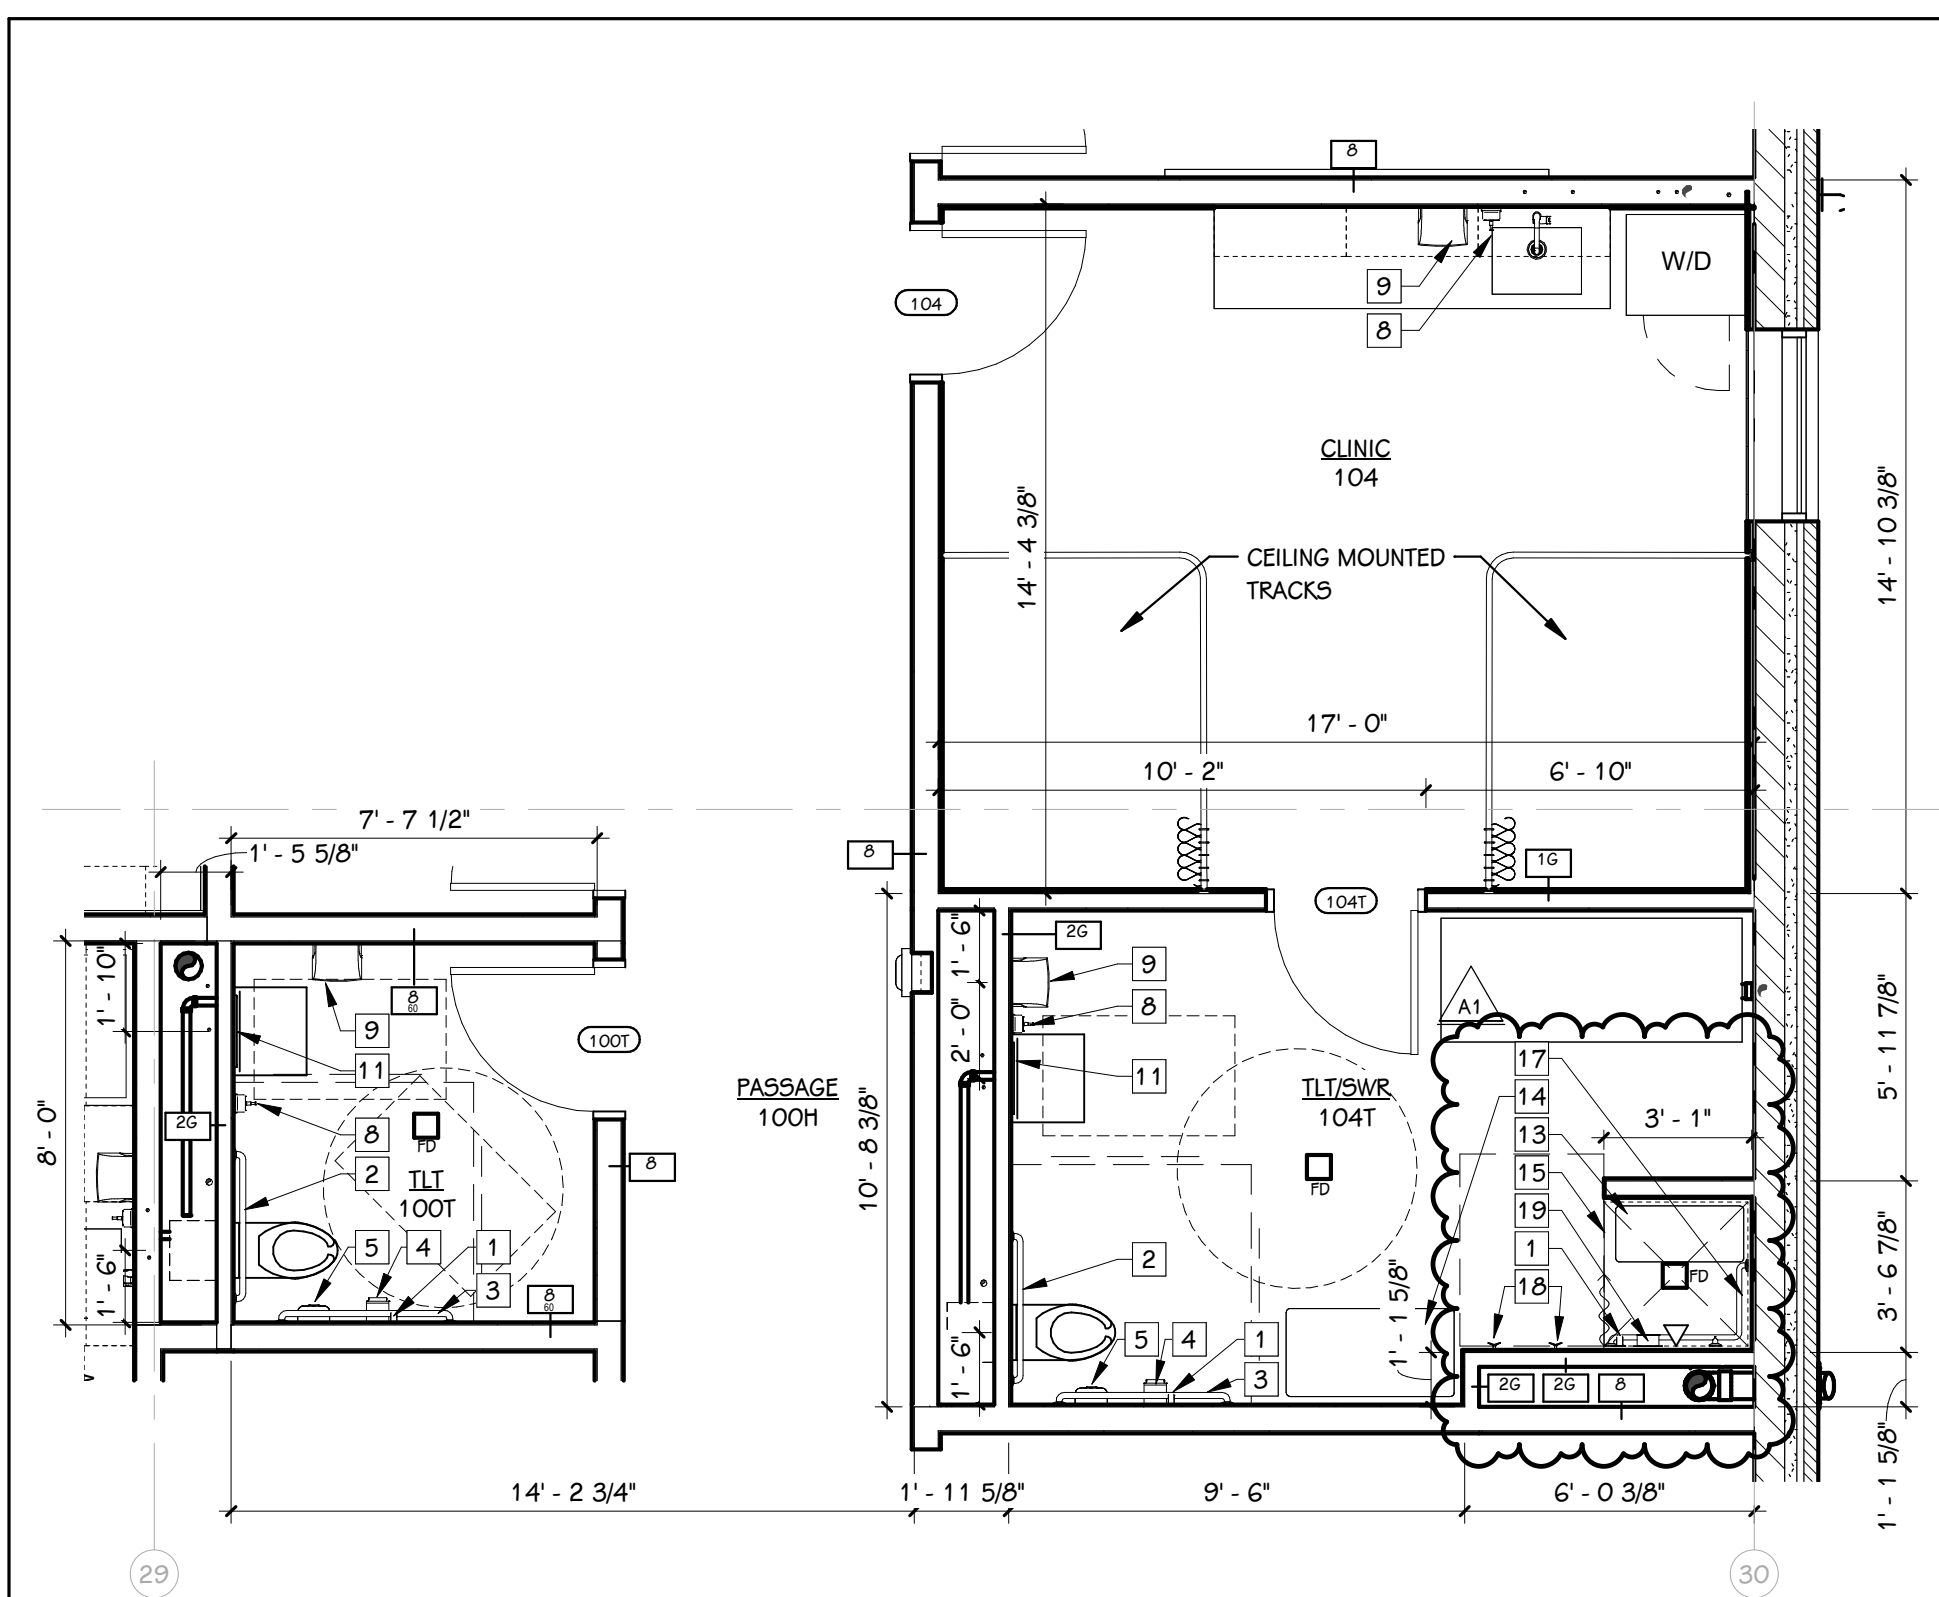 8
W/D
9
8
104
CLINIC
104
14' - 4 3/8"
14' - 10 3/8"
CEILING MOUNTED
TRACKS
17' - 0"
10' - 2"
6' - 10"
7' - 7 1/2"
1' - 5 5/8"
8
1G
104T
2G
1' - 10"
1' - 6"
9
8
60
A1
8
2' - 0"
9
100T
17
11
11
14
5' - 11 7/8"
PASSAGE
100H
TLT/SWR
104T
3' - 1"
2G
8
FD
13
8' - 0"
10' - 8 3/8"
8
2
TLT
100T
15
FD
19
5
4
1
1
2
FD
3
18
1' - 6"
8
60
1' - 1 5/8"
3' - 6 7/8"
5
4
1
1' - 6"
3
2G
2G
8
14' - 2 3/4"
1' - 11 5/8"
9' - 6"
6' - 0 3/8"
1' - 1 5/8"
29
30